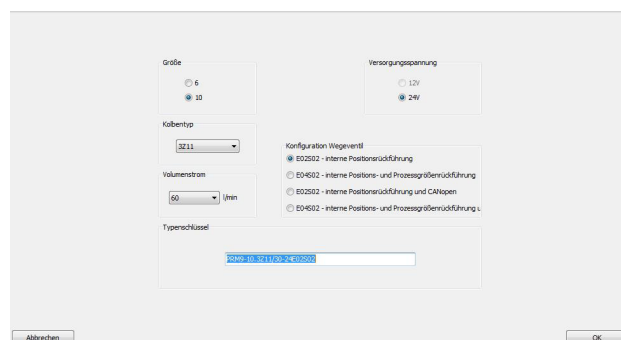 Größe
6
10
Versorgungsspannung
12V
24V
Kolbentyp
3Z11
Konfiguration Wegeventil
E02S02 - interne Positionsrückführung
E04S02 - interne Positions- und Prozessgrößenrückführung
E02S02 - interne Positionsrückführung und CANopen
E04S02 - interne Positions- und Prozessgrößenrückführung u
Volumenstrom
60 l/min
Typenschlüssel
PRM9-10.3Z11/30-24E02S02
Abbrechen
OK